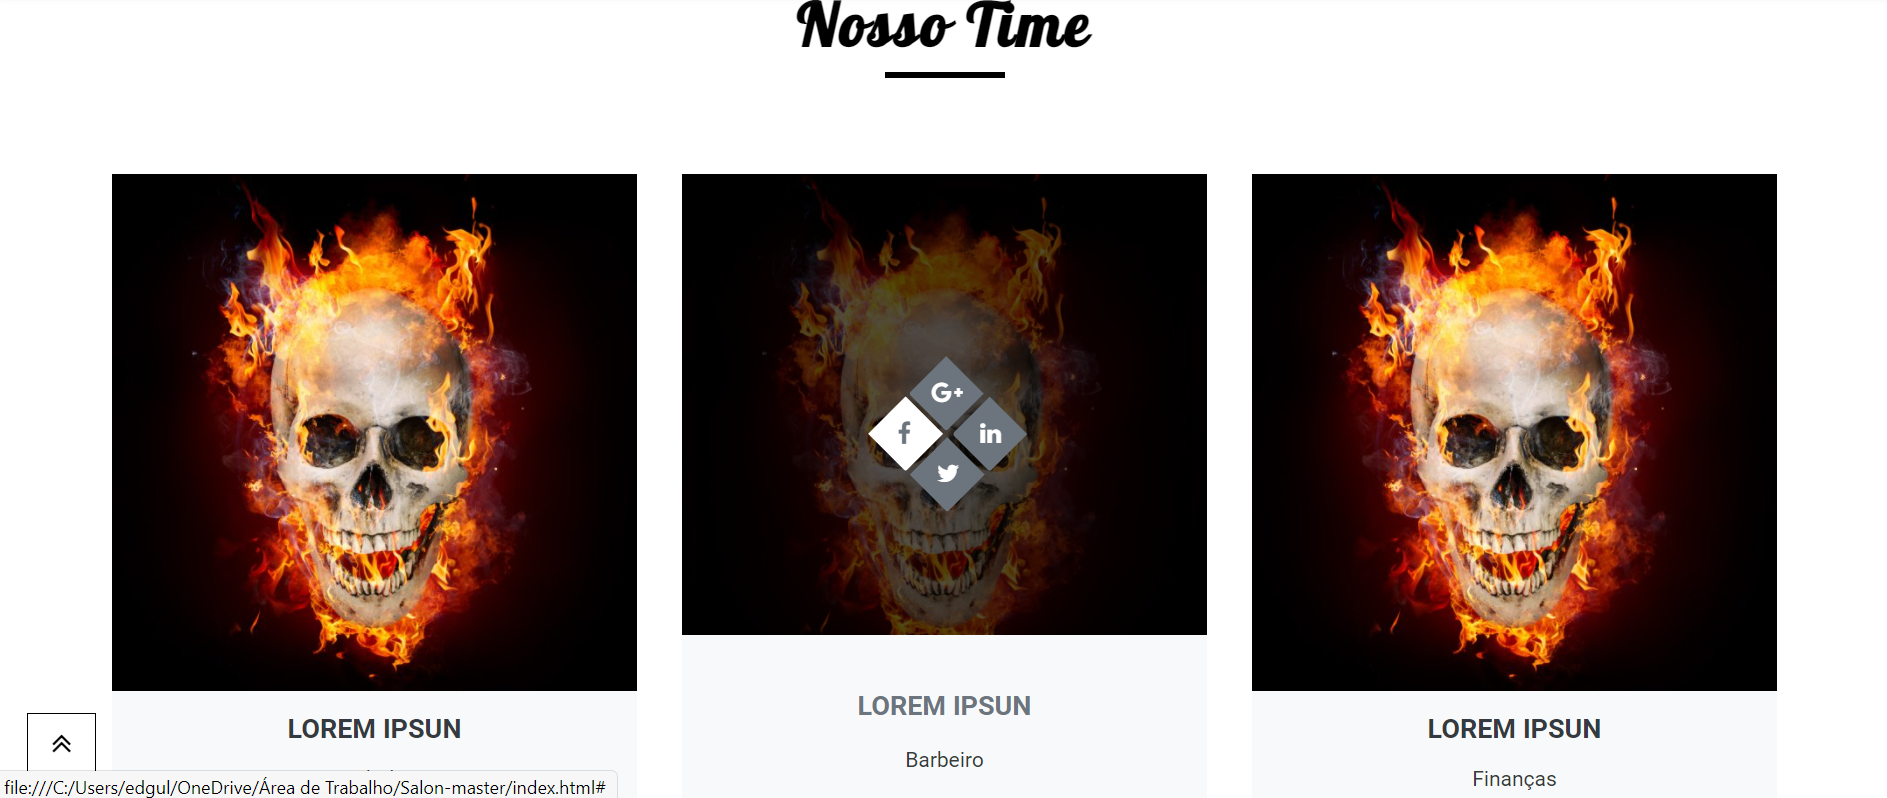 Nosso Time
G+
f
in
LOREM IPSUN
LOREM IPSUN
LOREM IPSUN
Barbeiro
Finanças
file:///C:/Users/edgul/OneDrive/Área de Trabalho/Salon-master/index.html#